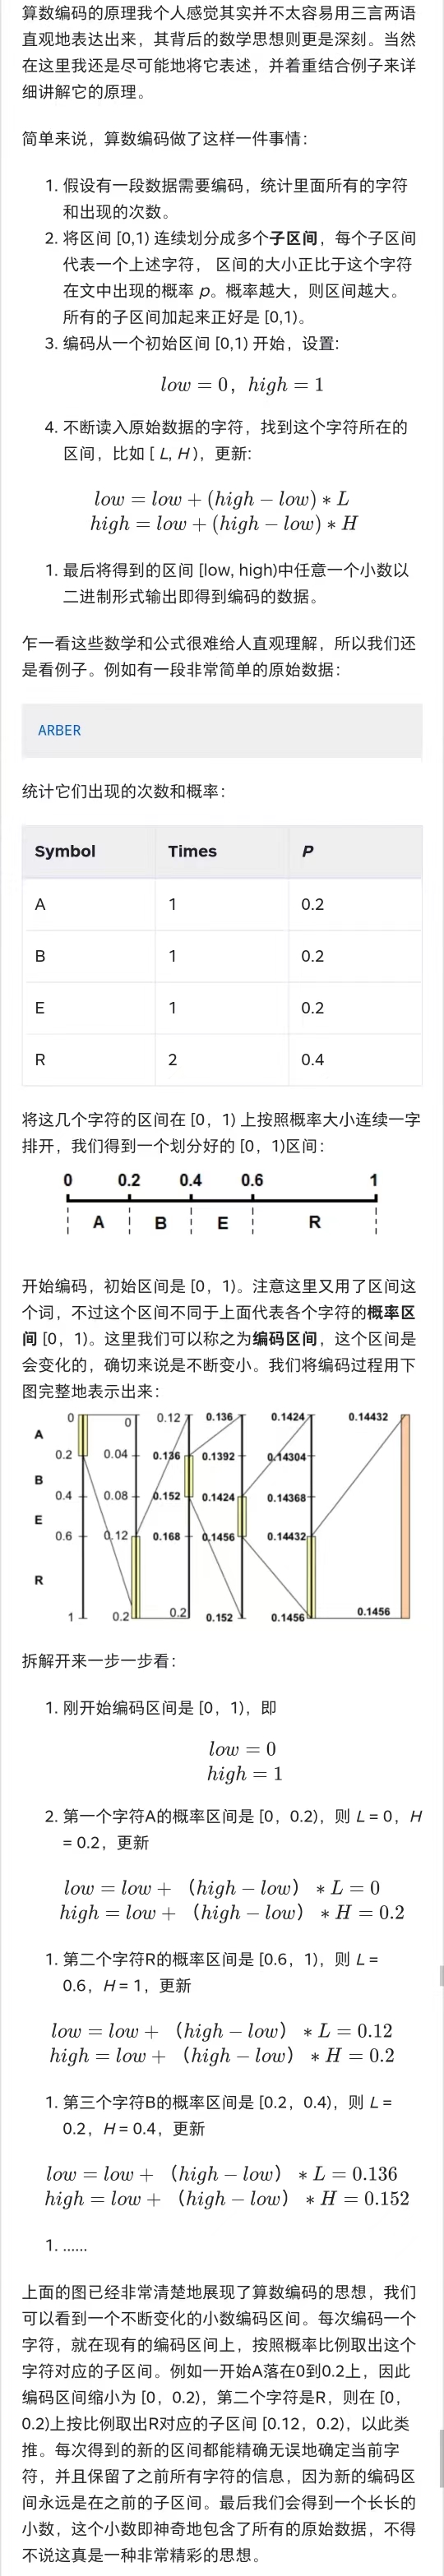 算数编码的原理我个人感觉其实并不太容易用三言两语
直观地表达出来，其背后的数学思想则更是深刻。当然
在这里我还是尽可能地将它表述，并着重结合例子来详
细讲解它的原理。
简单来说，算数编码做了这样一件事情：
1. 假设有一段数据需要编码，统计里面所有的字符
和出现的次数。
2. 将区间 [0,1) 连续划分成多个子区间，每个子区间
代表一个上述字符， 区间的大小正比于这个字符
在文中出现的概率 p。概率越大，则区间越大。
所有的子区间加起来正好是 [0,1)。
3. 编码从一个初始区间 [0,1) 开始，设置:
low = 0，high = 1
4. 不断读入原始数据的字符，找到这个字符所在的
区间，比如 [ L, H )，更新:
low = low + (high − low) ∗ L
high = low + (high − low) ∗ H
1. 最后将得到的区间 [low, high)中任意一个小数以
二进制形式输出即得到编码的数据。
乍一看这些数学和公式很难给人直观理解，所以我们还
是看例子。例如有一段非常简单的原始数据：
ARBER
统计它们出现的次数和概率：
Symbol Times P
A 1 0.2
B 1 0.2
E 1 0.2
R 2 0.4
将这几个字符的区间在 [0，1) 上按照概率大小连续一字
排开，我们得到一个划分好的 [0，1)区间：
0 0.2 0.4 0.6 1
A B E R
开始编码，初始区间是 [0，1)。注意这里又用了区间这
个词，不过这个区间不同于上面代表各个字符的概率区
间 [0，1)。这里我们可以称之为编码区间，这个区间是
会变化的，确切来说是不断变小。我们将编码过程用下
图完整地表示出来：
0 0 0.12 0.136 0.1424 0.14432
A
0.2 0.04 0.136 0.1392 0.14304
B
0.4 0.08 0.152 0.1424 0.14368
E
0.6 0.12 0.168 0.1456 0.14432
R
1 0.2 0.2 0.152 0.1456 0.1456
拆解开来一步一步看：
1. 刚开始编码区间是 [0，1)，即
low = 0
high = 1
2. 第一个字符A的概率区间是 [0，0.2)，则 L = 0，H
= 0.2，更新
low = low + （high − low） ∗ L = 0
high = low + （high − low） ∗ H = 0.2
1. 第二个字符R的概率区间是 [0.6，1)，则 L =
0.6，H = 1，更新
low = low + （high − low） ∗ L = 0.12
high = low + （high − low） ∗ H = 0.2
1. 第三个字符B的概率区间是 [0.2，0.4)，则 L =
0.2，H = 0.4，更新
low = low + （high − low） ∗ L = 0.136
high = low + （high − low） ∗ H = 0.152
1. ......
上面的图已经非常清楚地展现了算数编码的思想，我们
可以看到一个不断变化的小数编码区间。每次编码一个
字符，就在现有的编码区间上，按照概率比例取出这个
字符对应的子区间。例如一开始A落在0到0.2上，因此
编码区间缩小为 [0，0.2)，第二个字符是R，则在 [0，
0.2)上按比例取出R对应的子区间 [0.12，0.2)，以此类
推。每次得到的新的区间都能精确无误地确定当前字
符，并且保留了之前所有字符的信息，因为新的编码区
间永远是在之前的子区间。最后我们会得到一个长长的
小数，这个小数即神奇地包含了所有的原始数据，不得
不说这真是一种非常精彩的思想。